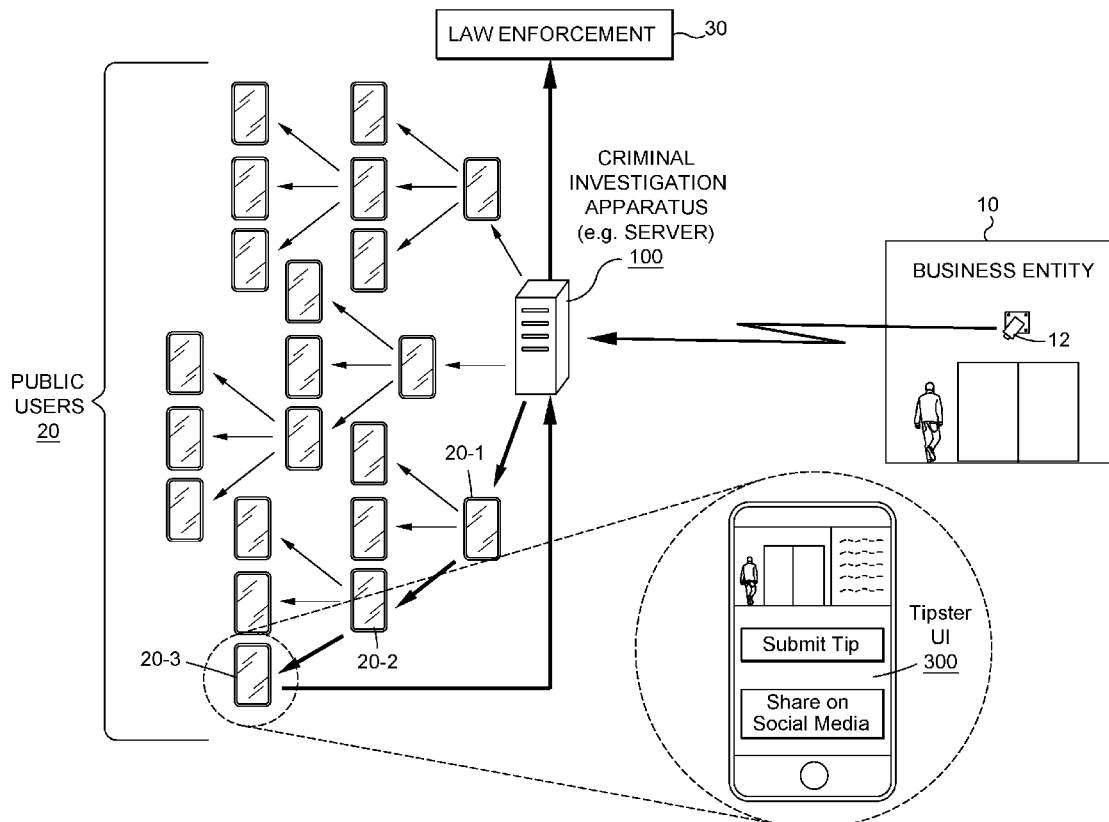 LAW ENFORCEMENT
30
CRIMINAL
INVESTIGATION
APPARATUS
(e.g. SERVER)
100
10
BUSINESS ENTITY
12
PUBLIC
USERS
20
20-1
20-2
20-3
Submit Tip
Share on
Social Media
Tipster
UI
300